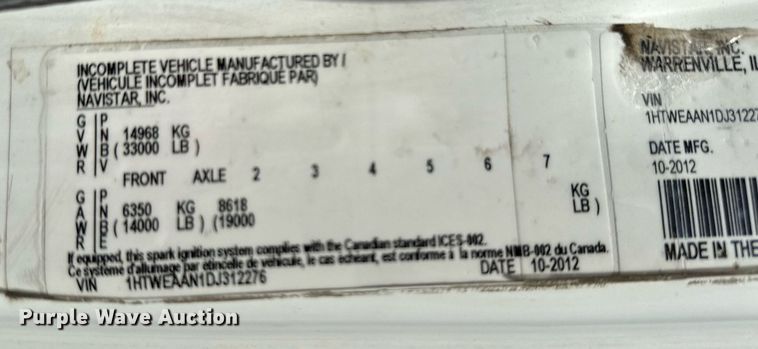 INCOMPLETE VEHICLE MANUFACTURED BY /
(VEHICULE INCOMPLET FABRIQUE PAR)
NAVISTAR, INC.
G P
V N 14968 KG
W B ( 33000 LB )
R V
FRONT AXLE 2 3 4 5 6 7
G P
A N 6350 KG 8618 KG
W B ( 14000 LB ) (19000 LB )
R E
If equipped, this spark ignition system complies with the Canadian standard ICES-002.
Ce système d'allumage par étincelle de véhicule, le cas échéant, est conforme à la norme NMB-002 du Canada.
DATE 10-2012
VIN 1HTWEAAN1DJ312276
NAVISTAR, INC.
WARRENVILLE, IL
VIN
1HTWEAAN1DJ3122
DATE MFG.
10-2012
MADE IN THE
Purple Wave Auction